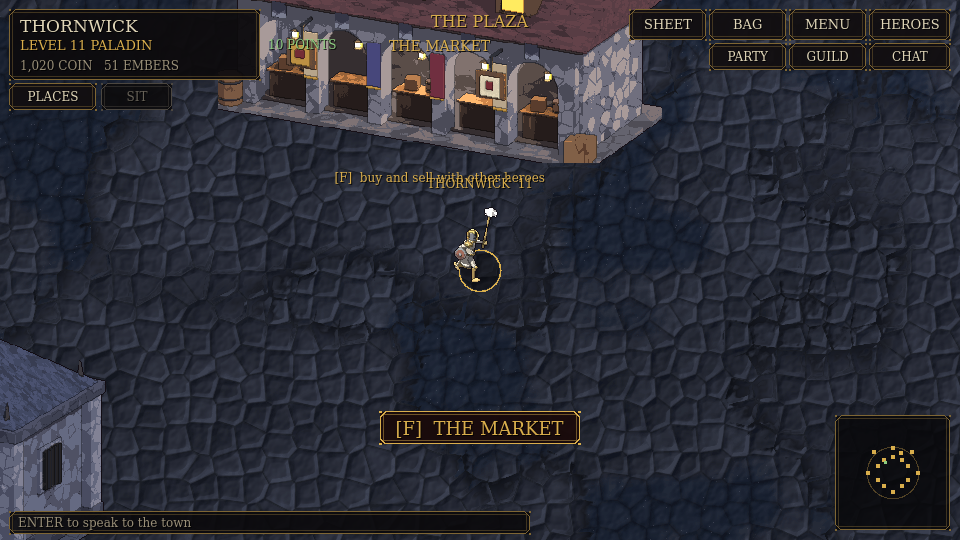 THORNWICK
LEVEL 11 PALADIN
1,020 COIN 51 EMBERS
PLACES
SIT
10 POINTS
THE PLAZA
THE MARKET
SHEET
BAG
MENU
HEROES
PARTY
GUILD
CHAT
[F] buy and sell with other heroes
THORNWICK 11
[F] THE MARKET
ENTER to speak to the town